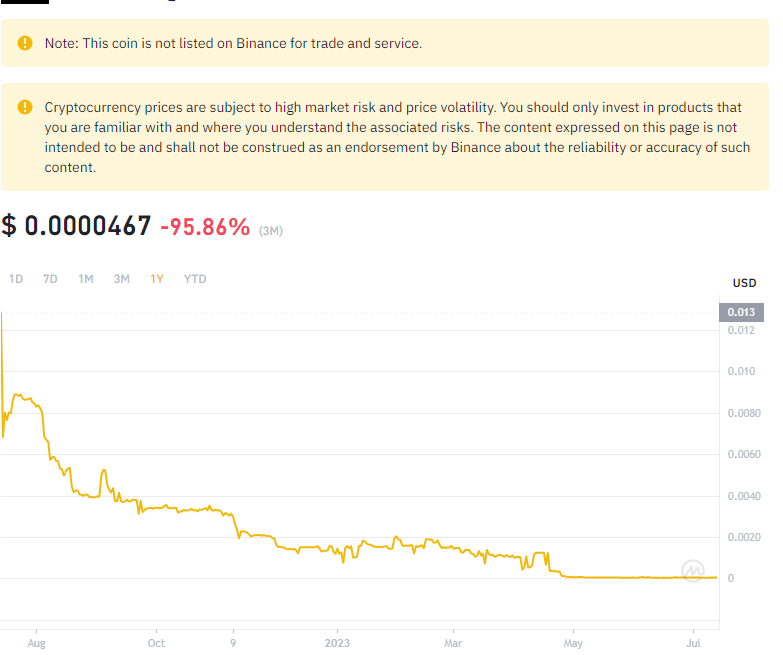 Note: This coin is not listed on Binance for trade and service.
Cryptocurrency prices are subject to high market risk and price volatility. You should only invest in products that
you are familiar with and where you understand the associated risks. The content expressed on this page is not
intended to be and shall not be construed as an endorsement by Binance about the reliability or accuracy of such
content.
$ 0.0000467 -95.86% (3M)
1D 7D 1M 3M 1Y YTD
USD
0.013
0.012
0.010
0.0080
0.0060
0.0040
0.0020
0
Aug Oct 9 2023 Mar May Jul